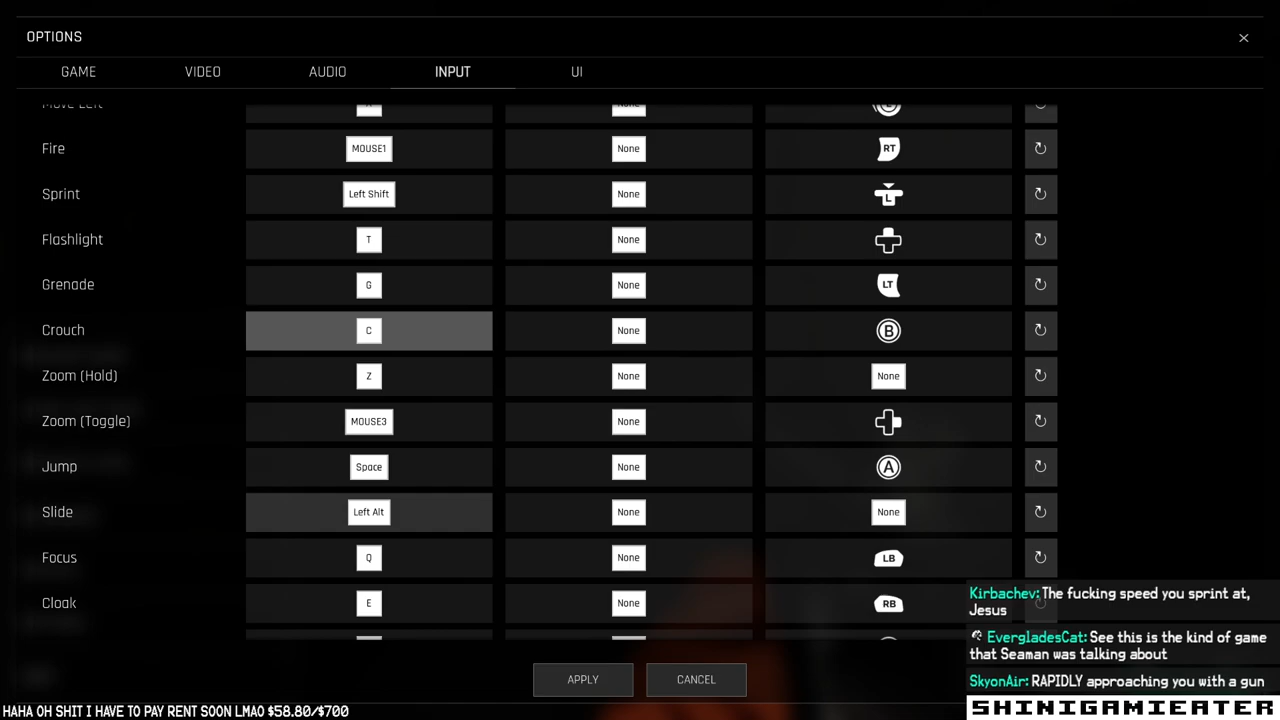 OPTIONS
GAME VIDEO AUDIO INPUT UI
Move Left
Fire MOUSE1 None RT
Sprint Left Shift None L
Flashlight T None
Grenade G None LT
Crouch C None B
Zoom (Hold) Z None None
Zoom (Toggle) MOUSE3 None
Jump Space None A
Slide Left Alt None None
Focus Q None LB
Cloak E None RB
Kirbachev: The fucking speed you sprint at,
Jesus
EvergladesCat: See this is the kind of game
that Seaman was talking about
SkyonAir: RAPIDLY approaching you with a gun
APPLY CANCEL
HAHA OH SHIT I HAVE TO PAY RENT SOON LMAO $58.80/$700
SHINIGAMIEATER